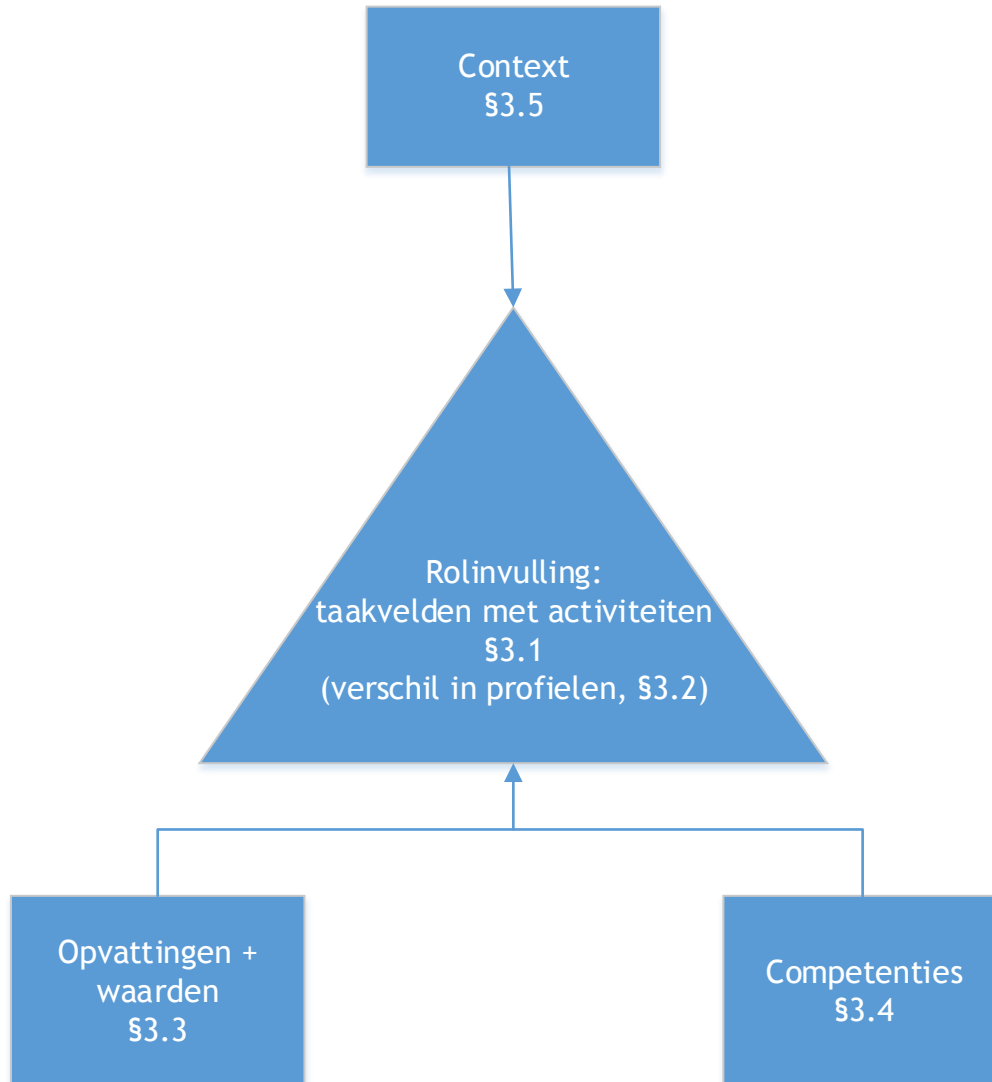 Context
§3.5
Rolinvulling:
taakvelden met activiteiten
§3.1
(verschil in profielen, §3.2)
Opvattingen +
waarden
§3.3
Competenties
§3.4